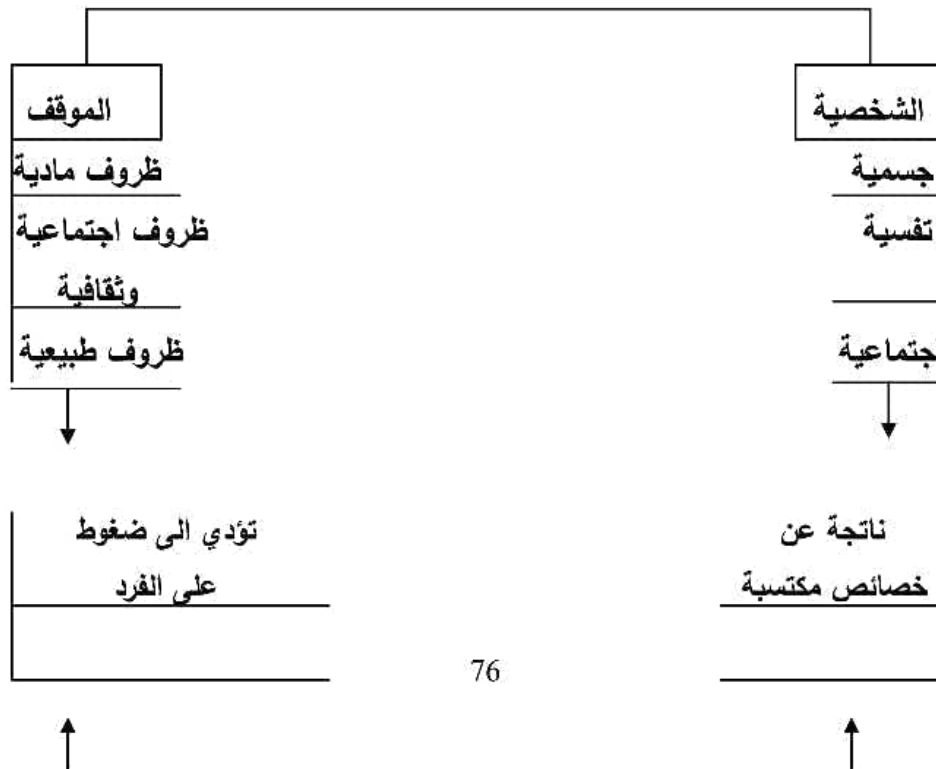 الشخصية
جسمية
تفسية
جتماعية
ناتجة عن
خصائص مكتسبة
الموقف
ظروف مادية
ظروف اجتماعية
وثقافية
ظروف طبيعية
تؤدي الى ضغوط
على الفرد
76